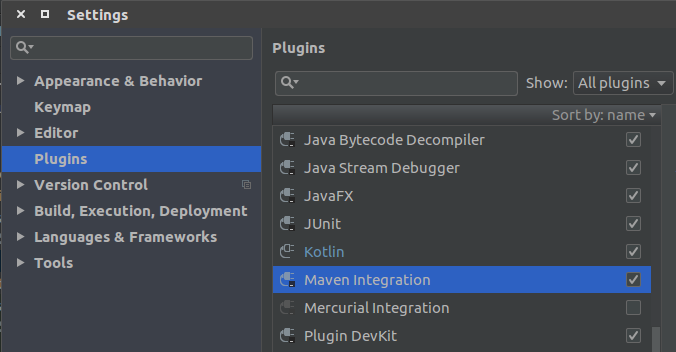 Settings
Appearance & Behavior
Keymap
Editor
Plugins
Version Control
Build, Execution, Deployment
Languages & Frameworks
Tools
Plugins
Show: All plugins
Sort by: name
Java Bytecode Decompiler
Java Stream Debugger
JavaFX
JUnit
Kotlin
Maven Integration
Mercurial Integration
Plugin DevKit